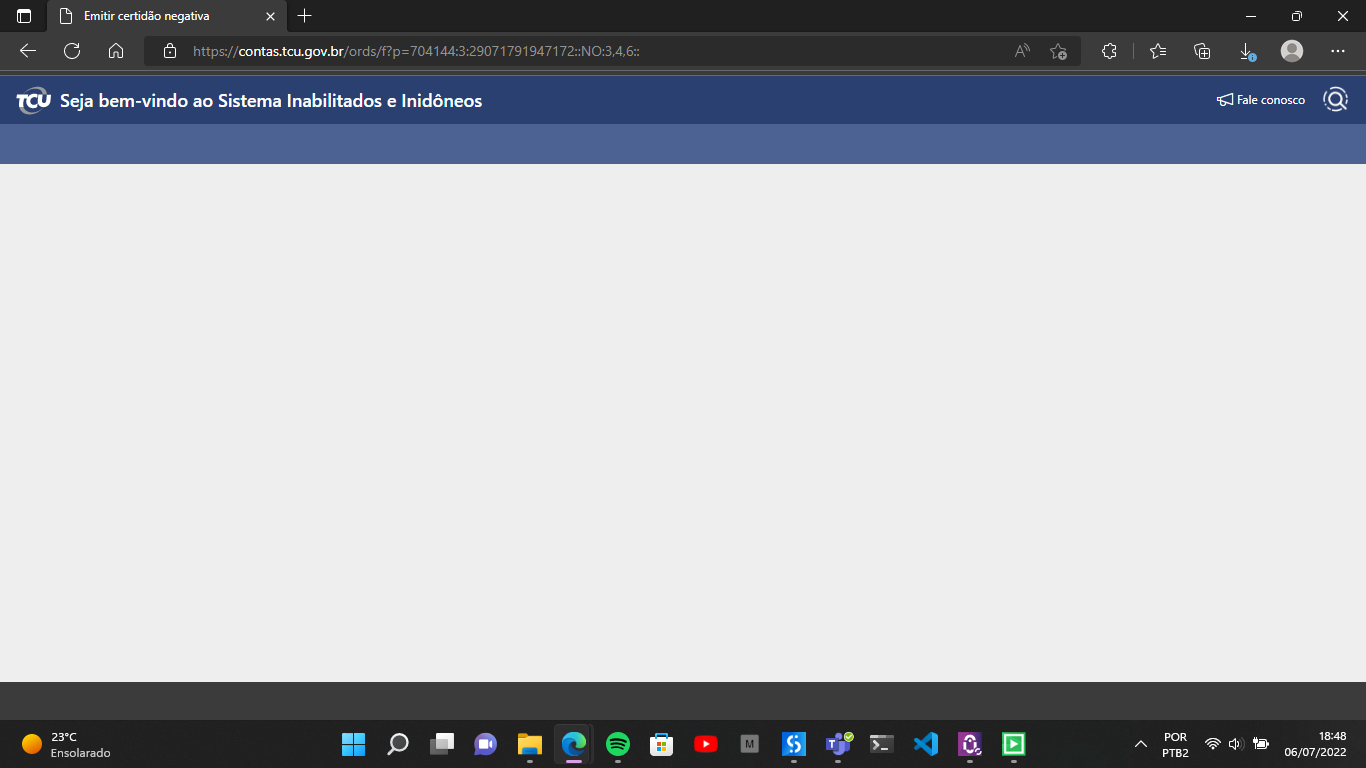 Emitir certidão negativa
https://contas.tcu.gov.br/ords/f?p=704144:3:29071791947172::NO:3,4,6::
TCU Seja bem-vindo ao Sistema Inabilitados e Inidôneos
Fale conosco
23°C
Ensolarado
M
POR
PTB2
18:48
06/07/2022